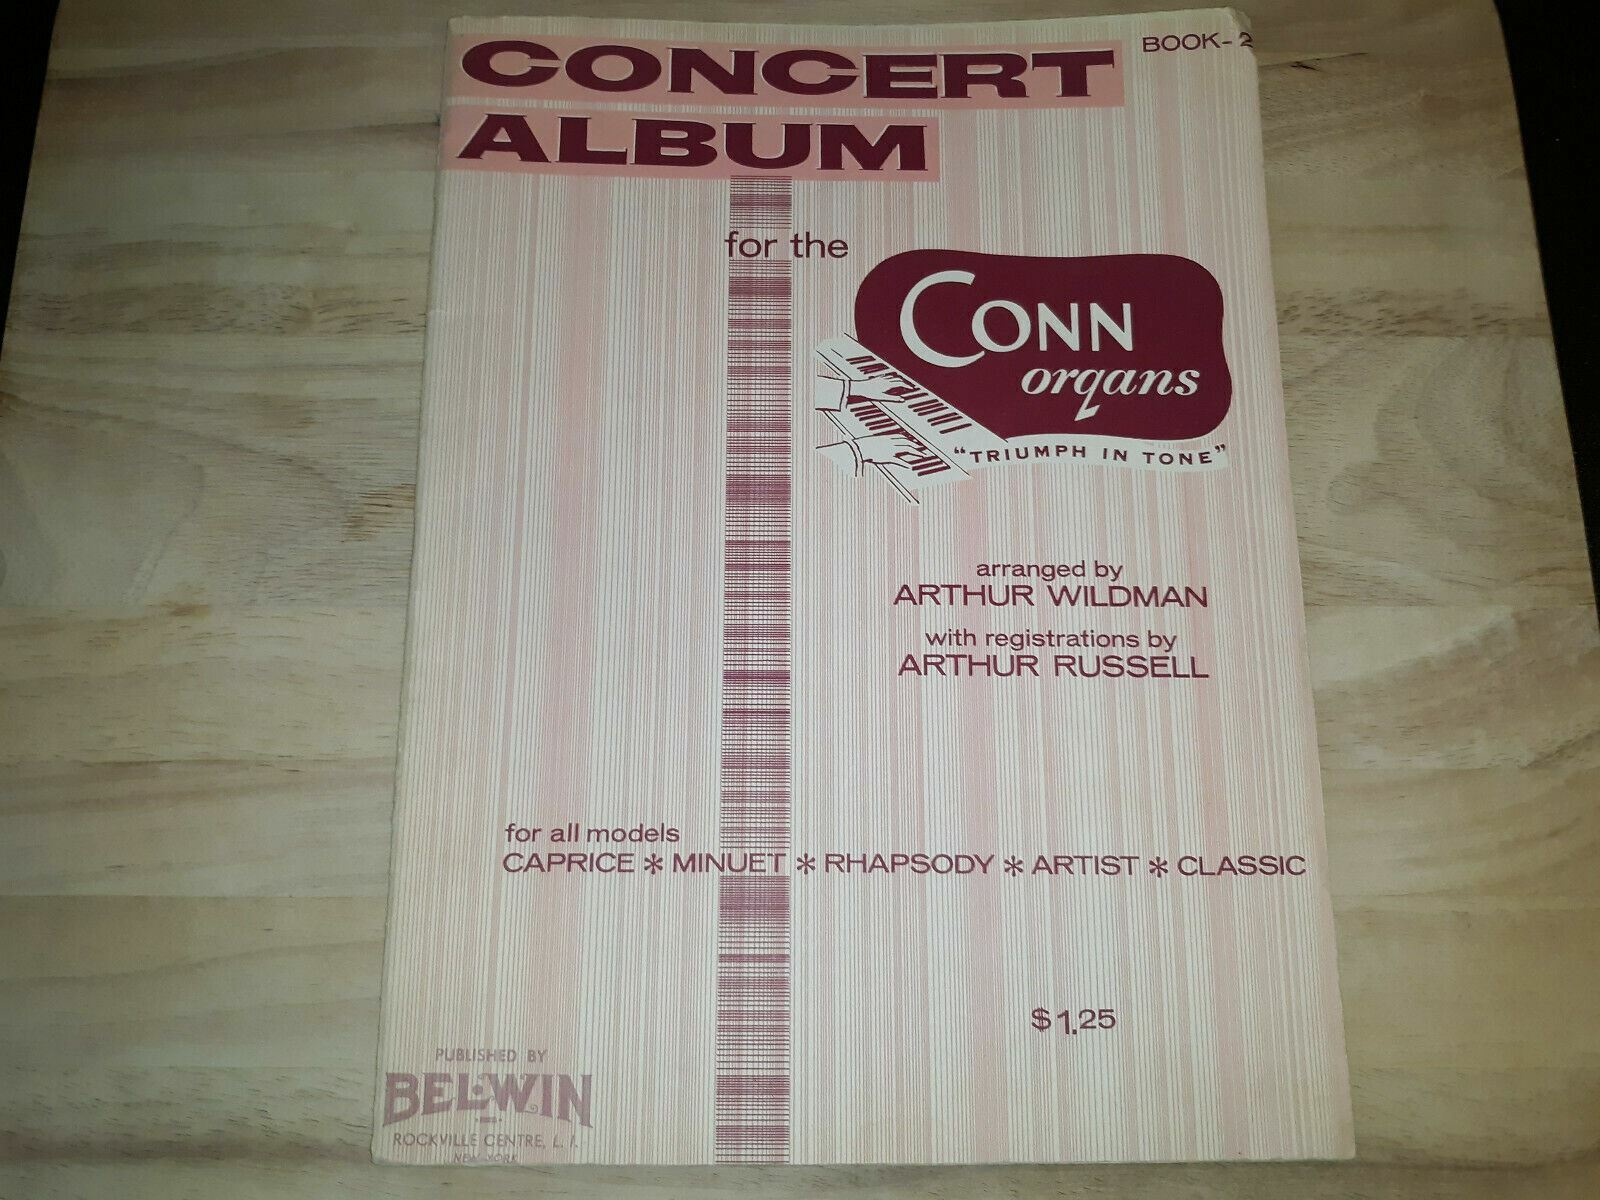 CONCERT
ALBUM
BOOK-2
for the
CONN
organs
"TRIUMPH IN TONE"
arranged by
ARTHUR WILDMAN
with registrations by
ARTHUR RUSSELL
for all models
CAPRICE * MINUET * RHAPSODY * ARTIST * CLASSIC
$1.25
PUBLISHED BY
BELWIN
INC.
ROCKVILLE CENTRE, L. I.
NEW YORK